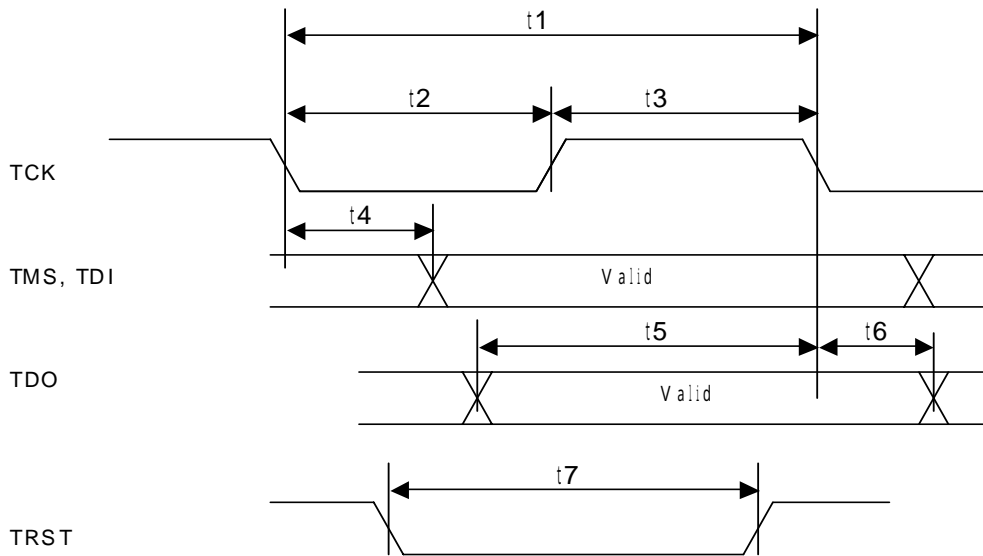 t1
t2 t3
TCK
t4
TMS, TDI Valid
t5 t6
TDO Valid
t7
TRST